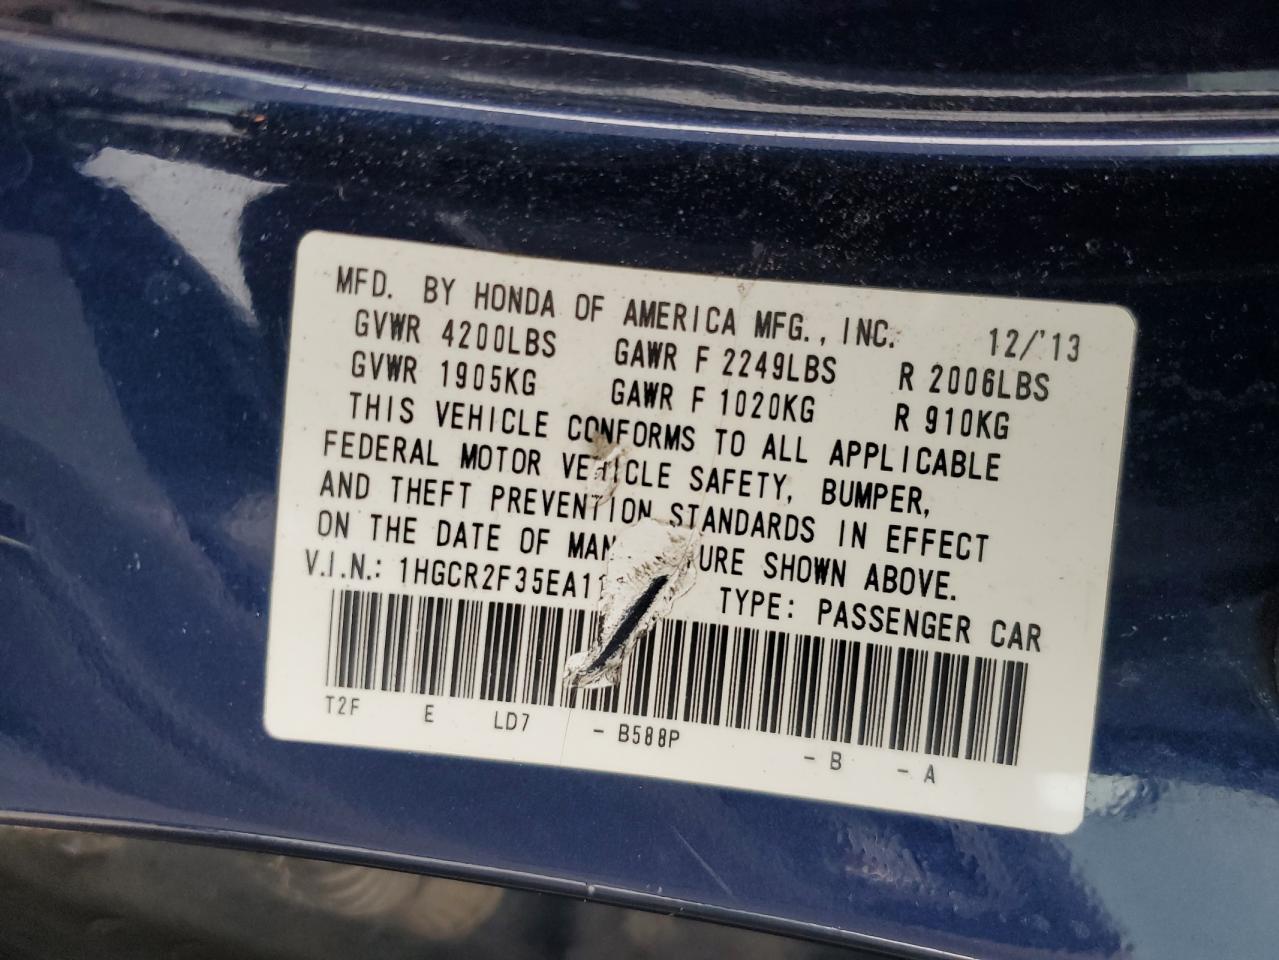 MFD. BY HONDA OF AMERICA MFG., INC. 12/'13
GVWR 4200LBS GAWR F 2249LBS R 2006LBS
GVWR 1905KG GAWR F 1020KG R 910KG
THIS VEHICLE CONFORMS TO ALL APPLICABLE
FEDERAL MOTOR VEHICLE SAFETY, BUMPER,
AND THEFT PREVENTION STANDARDS IN EFFECT
ON THE DATE OF MAN URE SHOWN ABOVE.
V.I.N.: 1HGCR2F35EA1 TYPE: PASSENGER CAR
T2F E LD7 - B588P - B - A